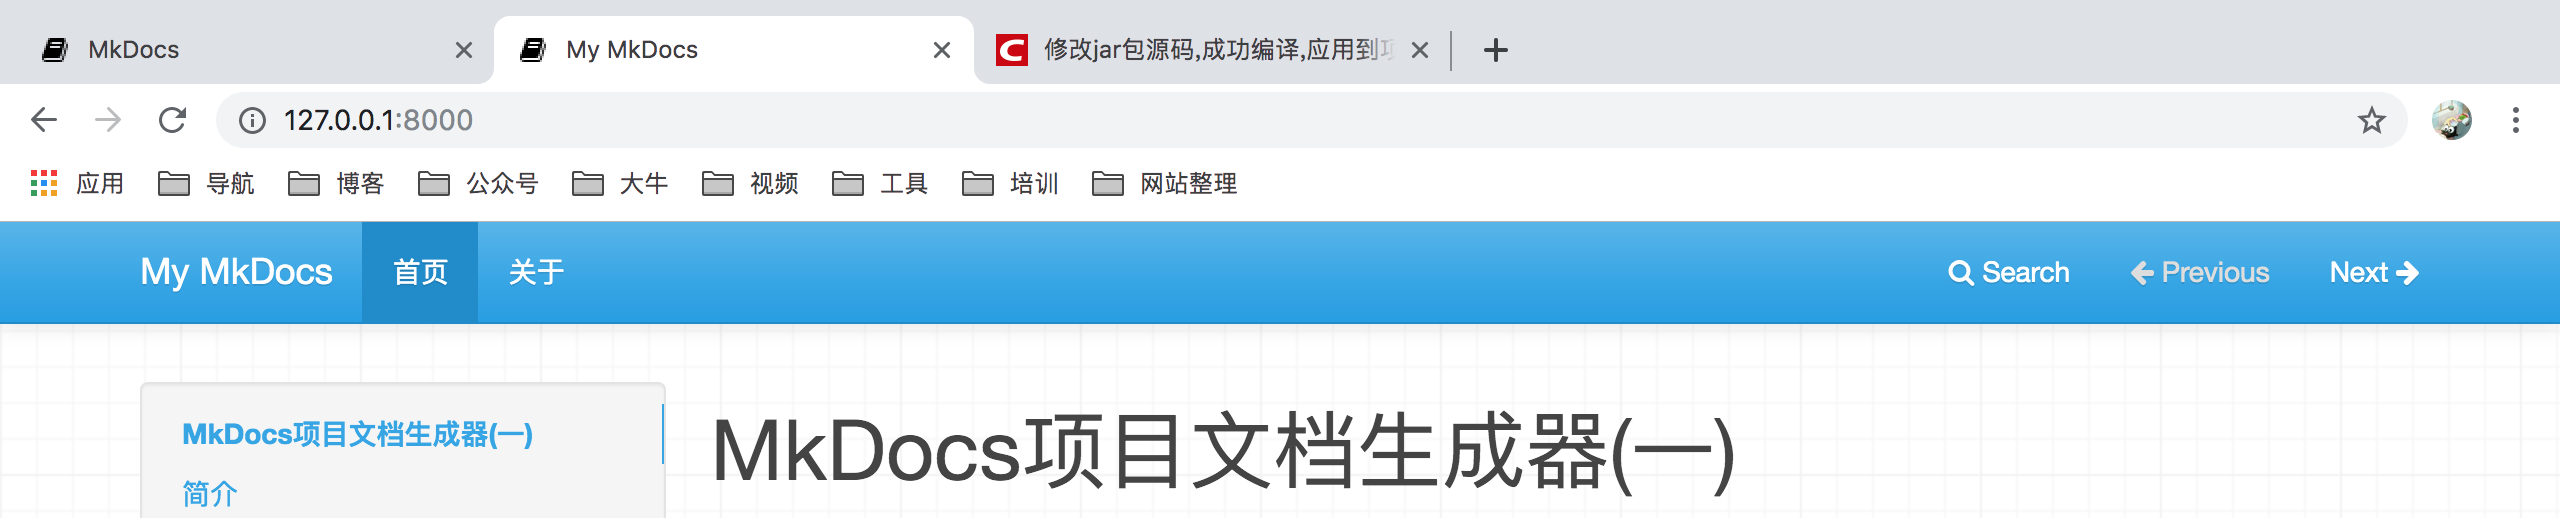 MkDocs My MkDocs 修改jar包源码,成功编译,应用到
127.0.0.1:8000
应用 导航 博客 公众号 大牛 视频 工具 培训 网站整理
My MkDocs 首页 关于 Search Previous Next
MkDocs项目文档生成器(一) MkDocs项目文档生成器(一)
简介